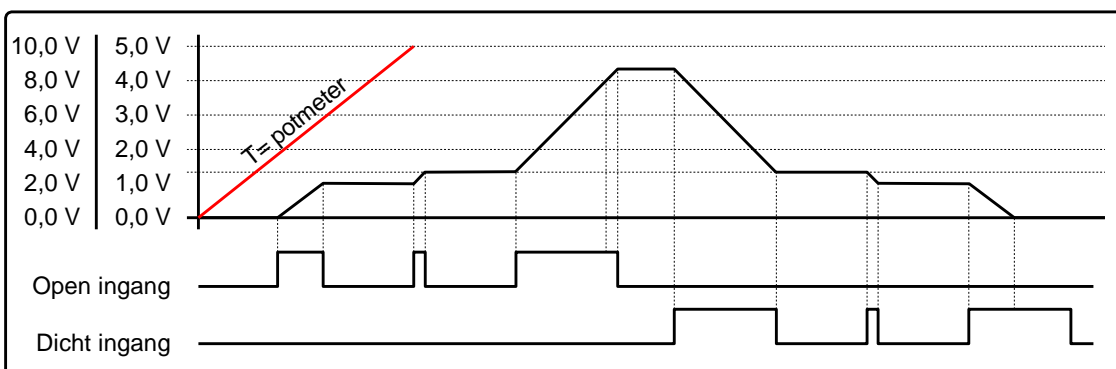 10,0 V 5,0 V
8,0 V 4,0 V
6,0 V 3,0 V
4,0 V 2,0 V
2,0 V 1,0 V
0,0 V 0,0 V
T= potmeter
Open ingang
Dicht ingang